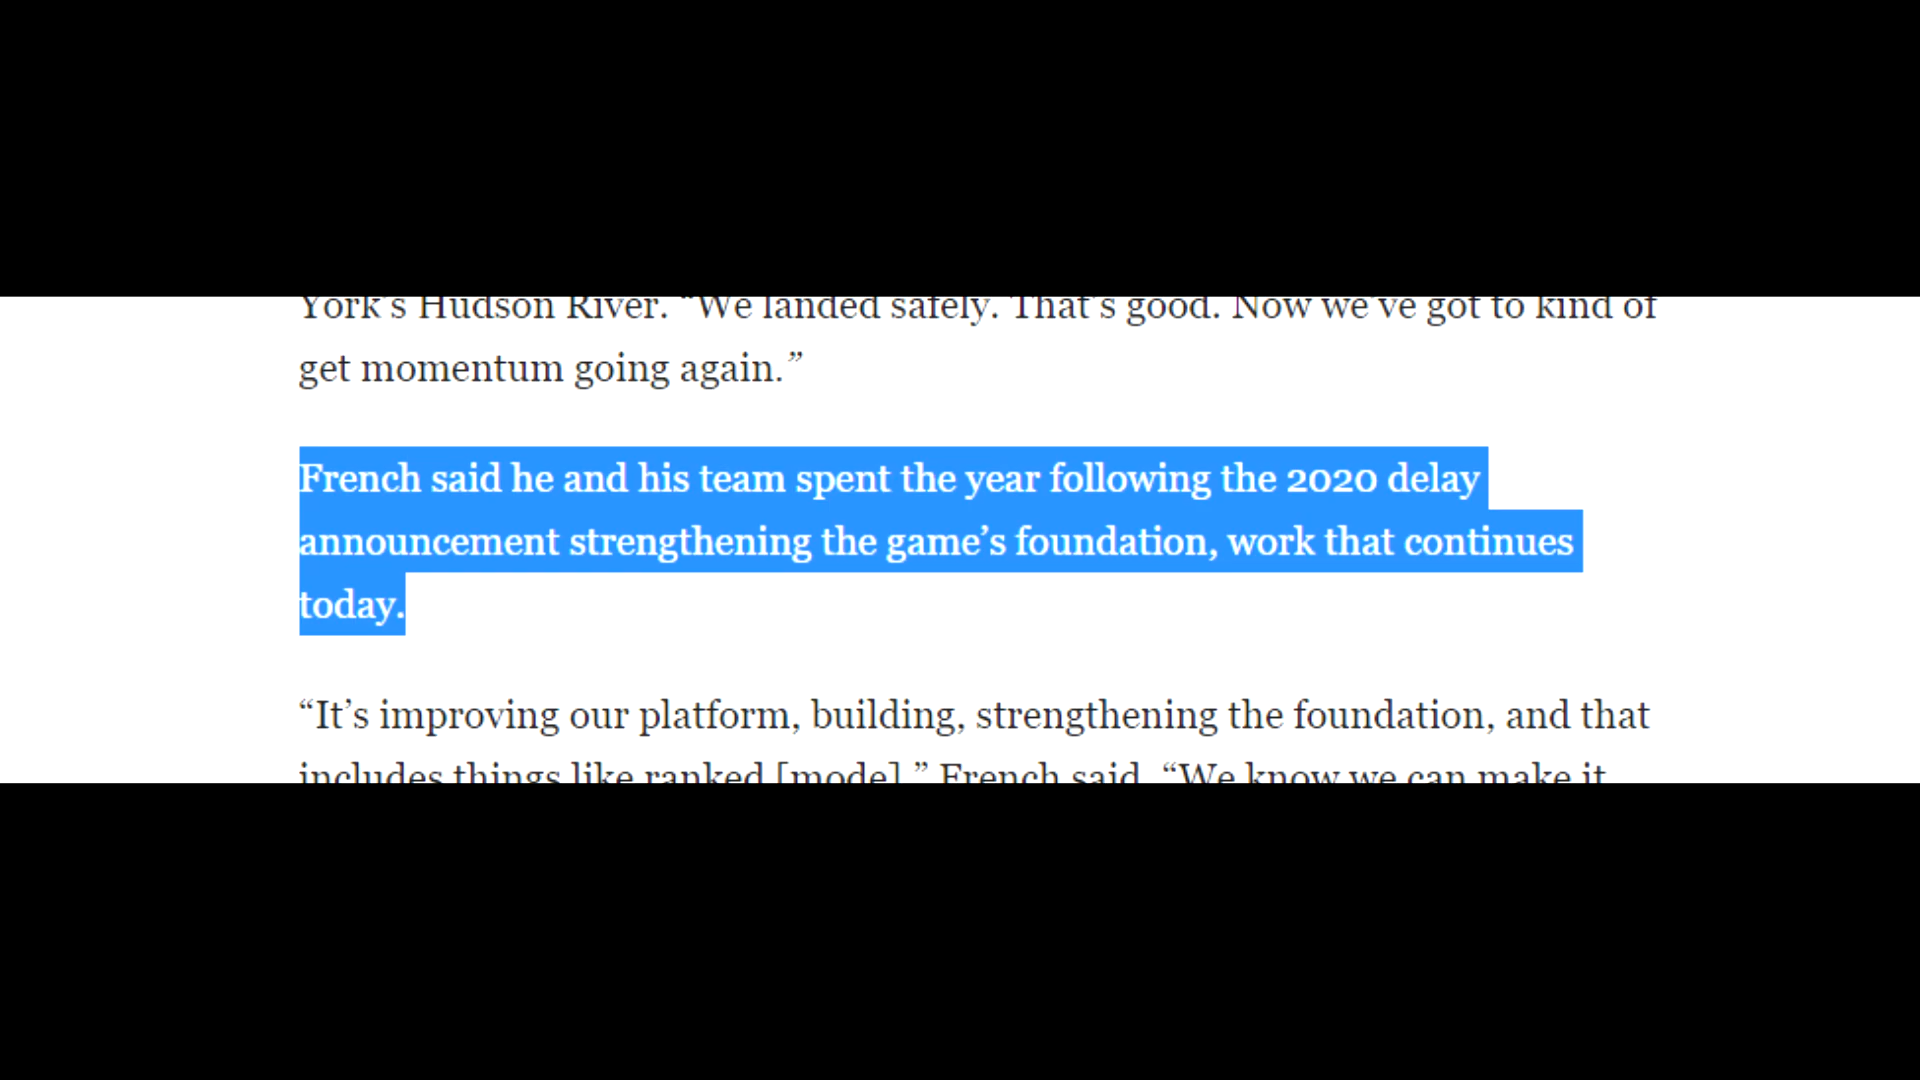 York’s Hudson River. “We landed safely. That’s good. Now we’ve got to kind of
get momentum going again.”
French said he and his team spent the year following the 2020 delay
announcement strengthening the game’s foundation, work that continues
today.
“It’s improving our platform, building, strengthening the foundation, and that
includes things like ranked [mode],” French said. “We know we can make it